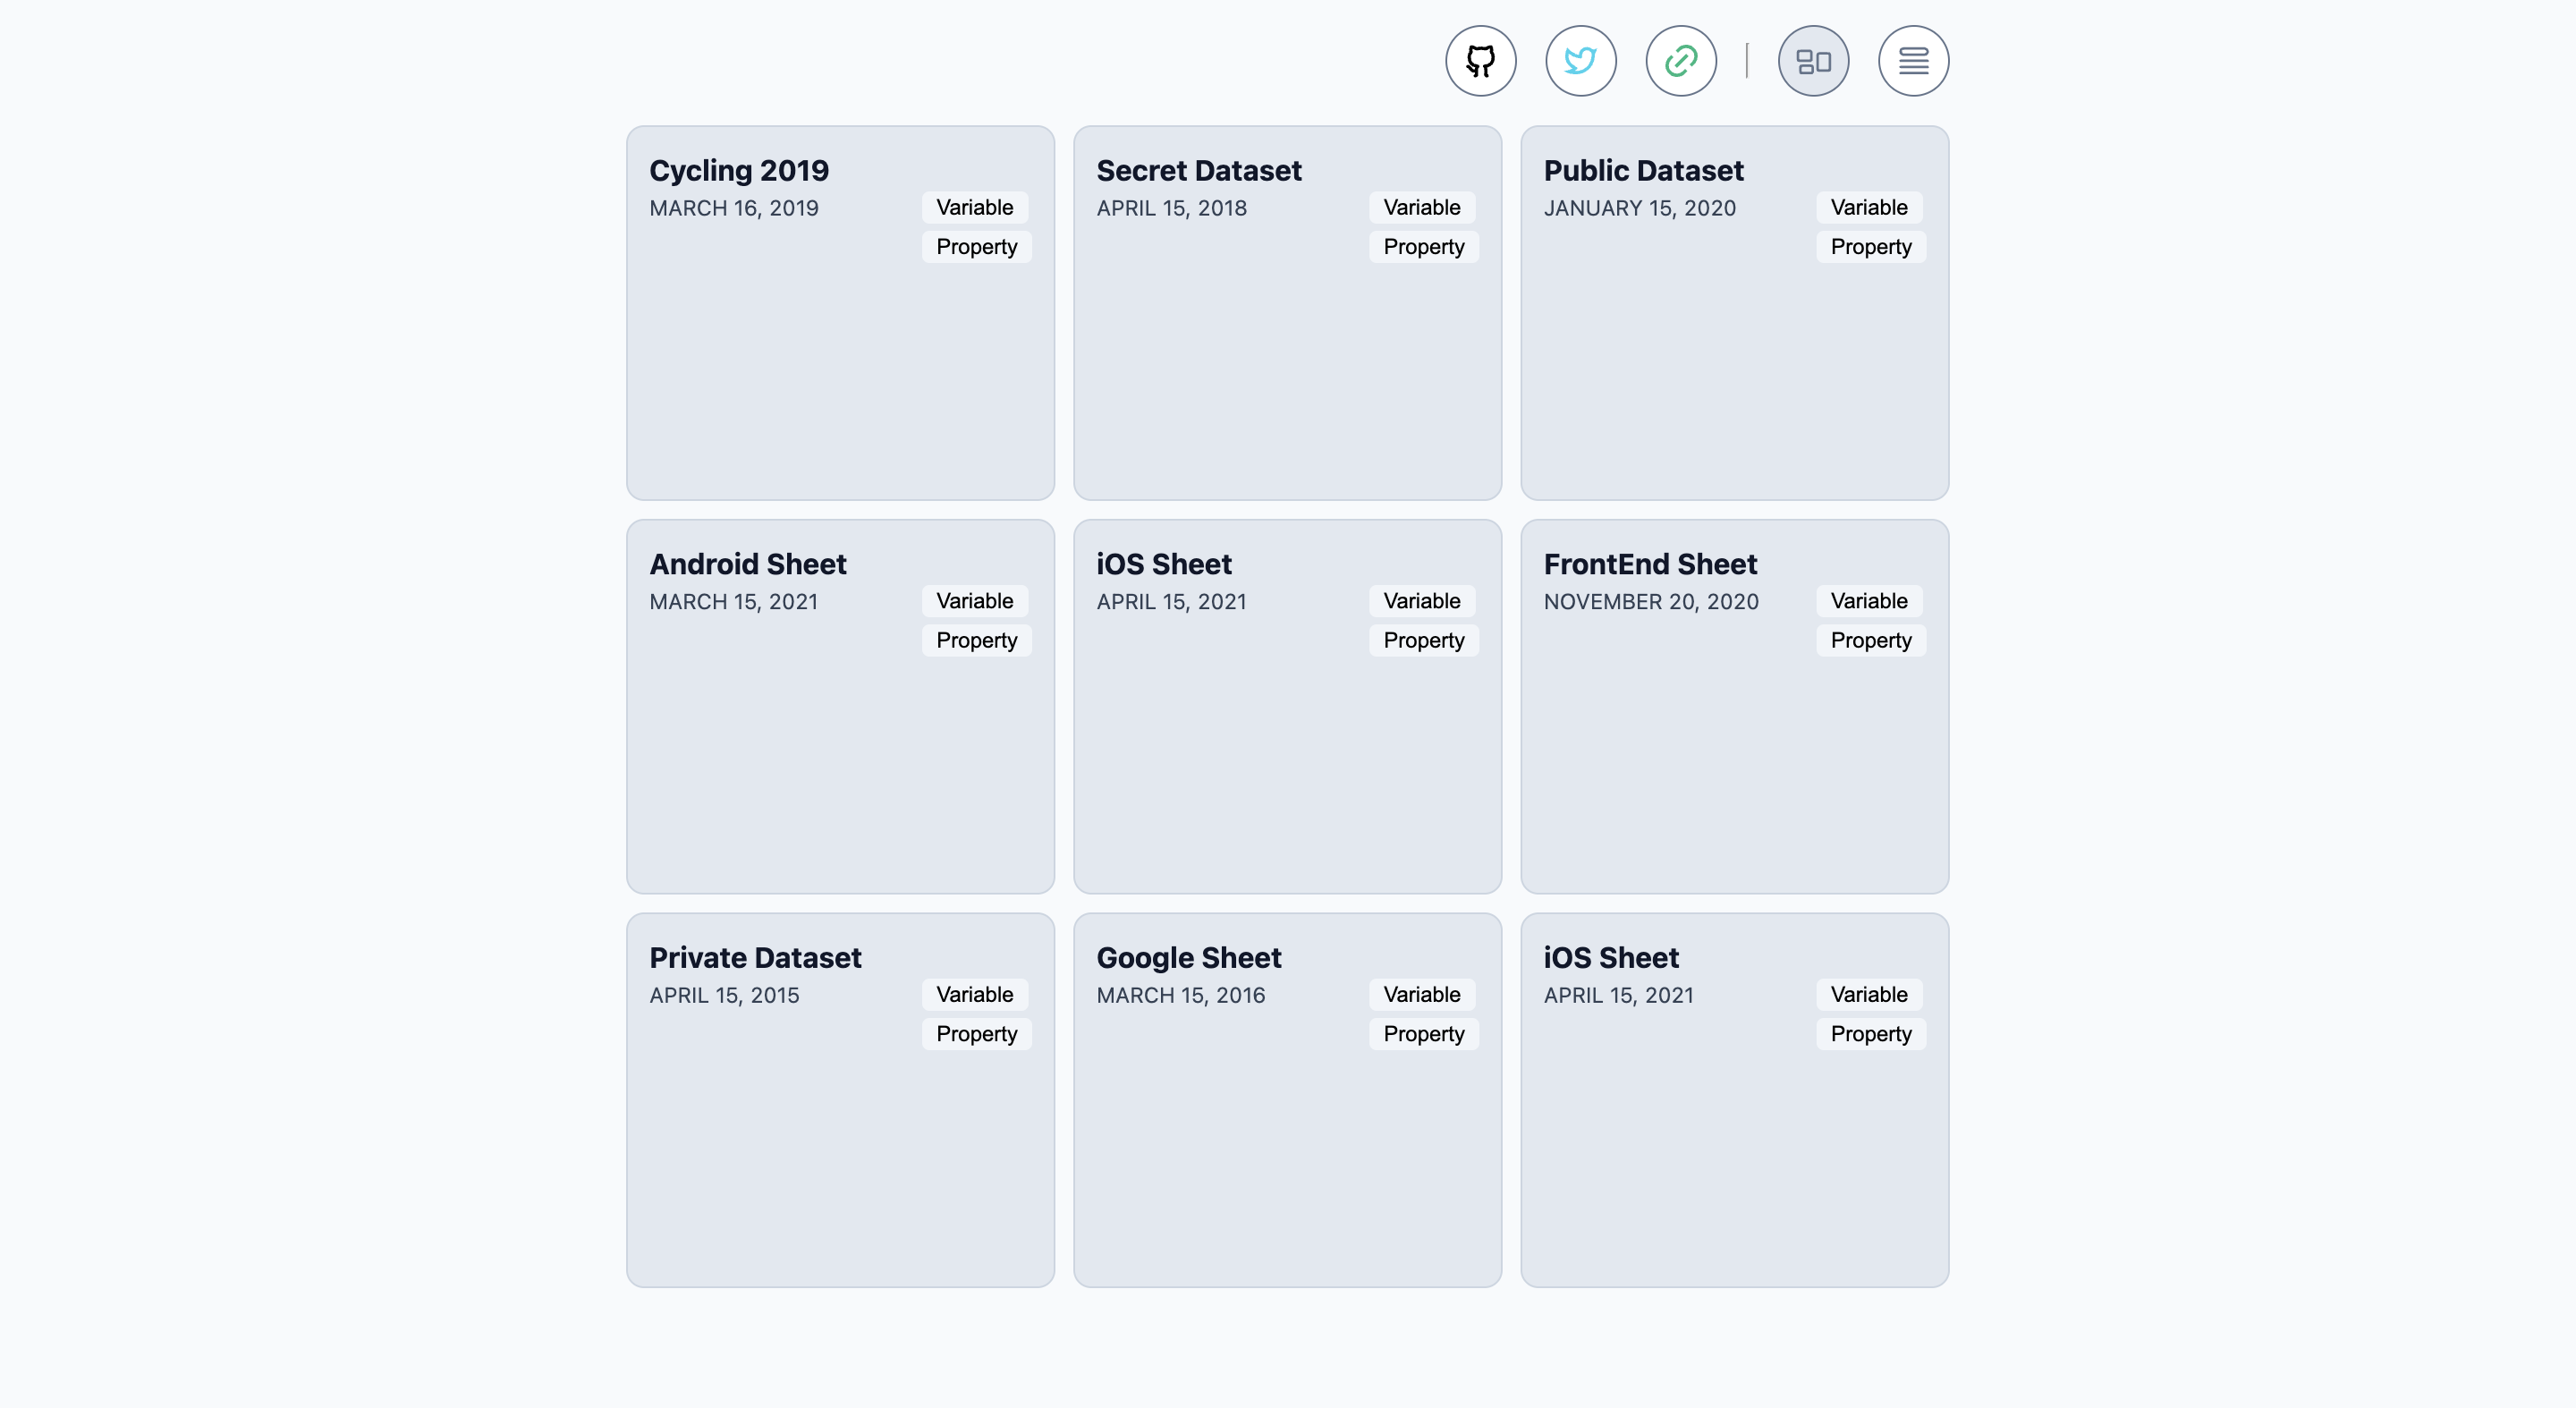 Cycling 2019
MARCH 16, 2019
Variable
Property
Secret Dataset
APRIL 15, 2018
Variable
Property
Public Dataset
JANUARY 15, 2020
Variable
Property
Android Sheet
MARCH 15, 2021
Variable
Property
iOS Sheet
APRIL 15, 2021
Variable
Property
FrontEnd Sheet
NOVEMBER 20, 2020
Variable
Property
Private Dataset
APRIL 15, 2015
Variable
Property
Google Sheet
MARCH 15, 2016
Variable
Property
iOS Sheet
APRIL 15, 2021
Variable
Property